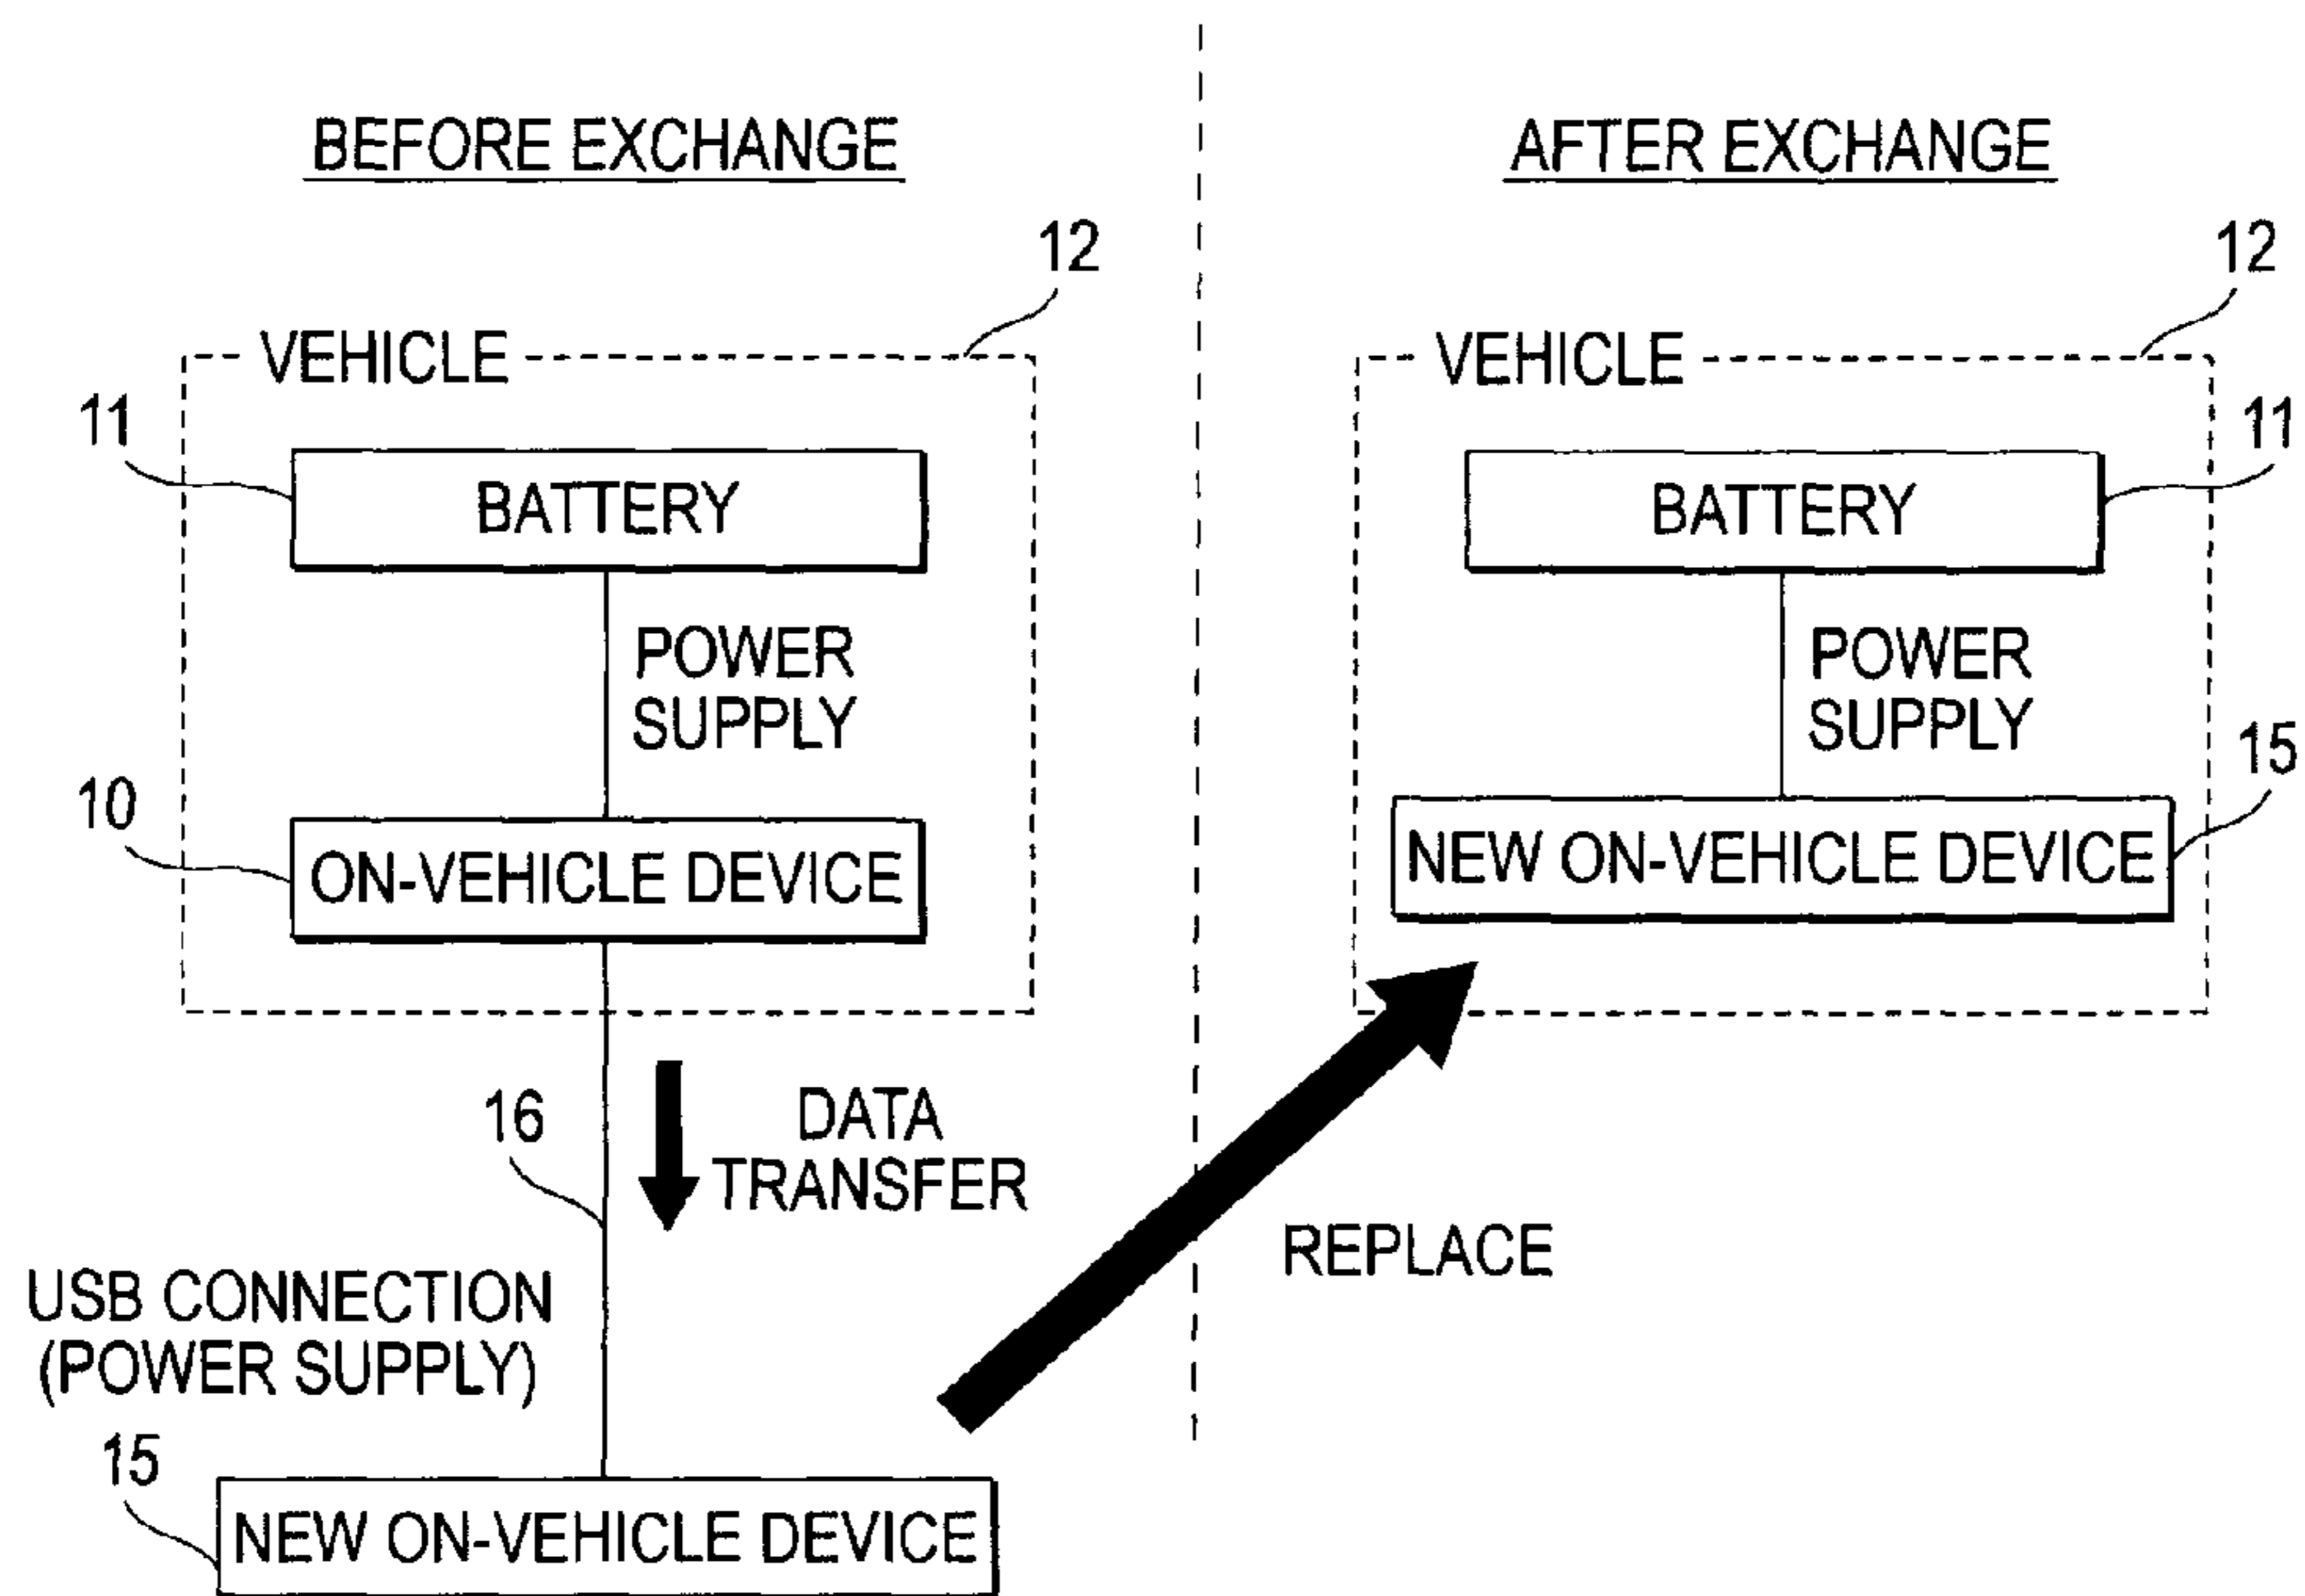 BEFORE EXCHANGE
12
VEHICLE
11
BATTERY
POWER
SUPPLY
10
ON-VEHICLE DEVICE
16
DATA
TRANSFER
USB CONNECTION
(POWER SUPPLY)
15
NEW ON-VEHICLE DEVICE
REPLACE
AFTER EXCHANGE
12
VEHICLE
11
BATTERY
POWER
SUPPLY
15
NEW ON-VEHICLE DEVICE